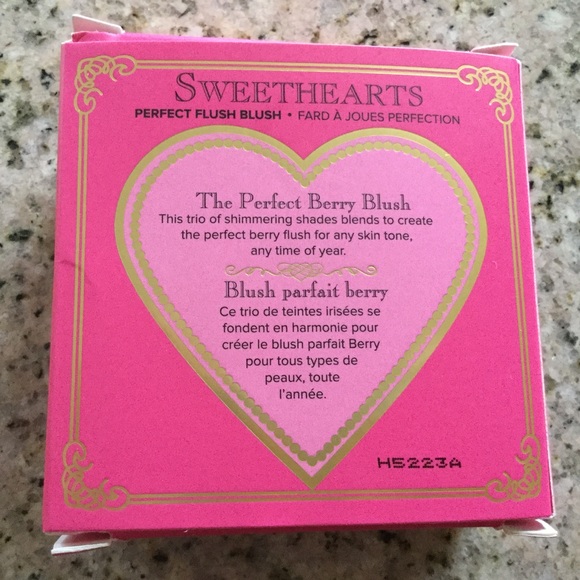 SWEETHEARTS
PERFECT FLUSH BLUSH • FARD À JOUES PERFECTION
The Perfect Berry Blush
This trio of shimmering shades blends to create
the perfect berry flush for any skin tone,
any time of year.
Blush parfait berry
Ce trio de teintes irisées se
fondent en harmonie pour
créer le blush parfait Berry
pour tous types de
peaux, toute
l'année.
H5223A